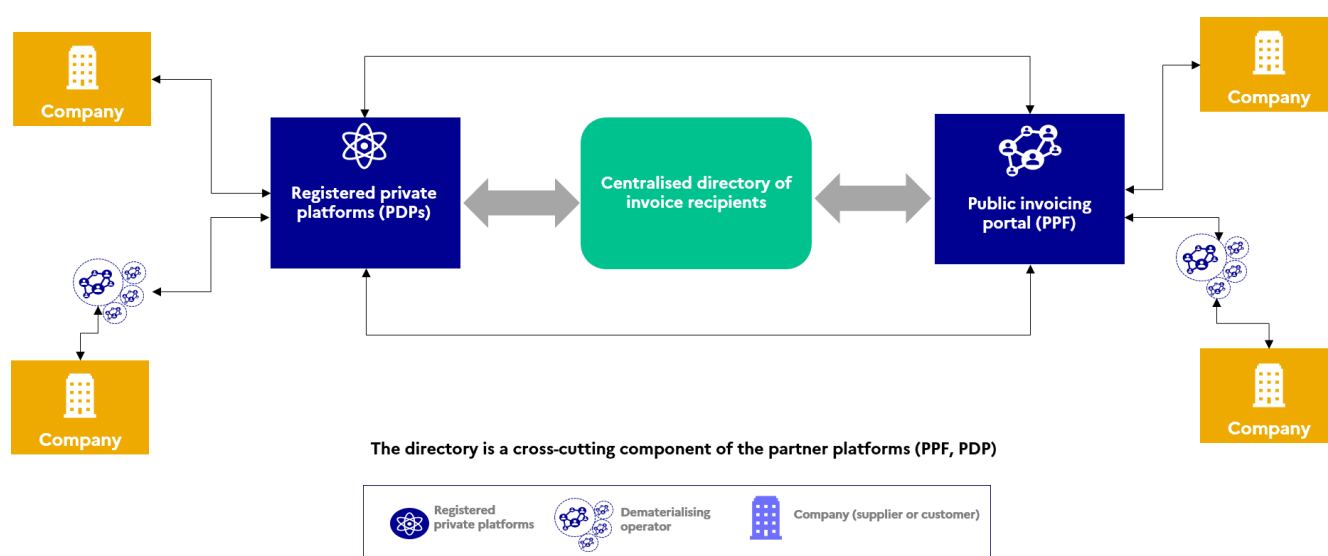 Company
Company
Registered private
platforms (PDPs)
Centralised directory of
invoice recipients
Public invoicing
portal (PPF)
Company
Company
The directory is a cross-cutting component of the partner platforms (PPF, PDP)
Registered
private platforms
Dematerialising
operator
Company (supplier or customer)